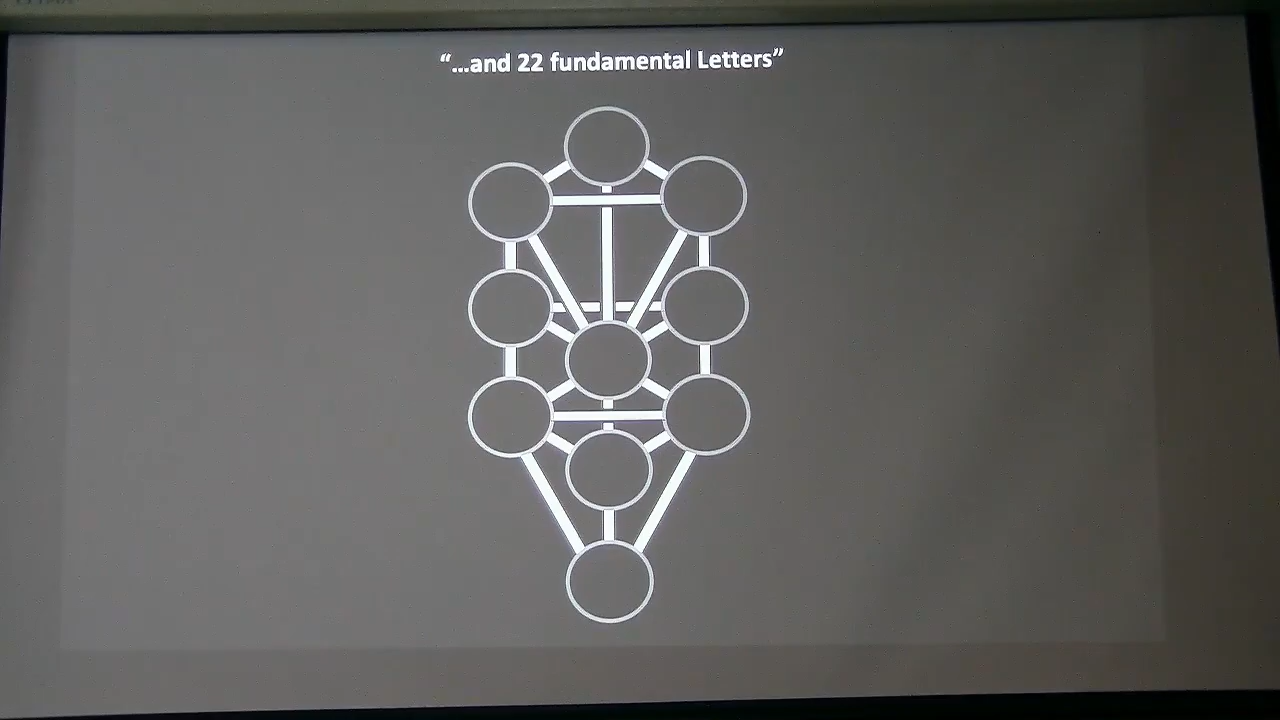 “...and 22 fundamental Letters”